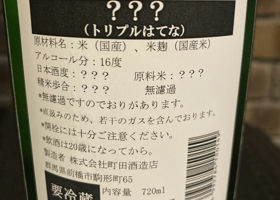 ？？？
(トリプルはてな)
原材料名：米（国産）、米麹（国産米）
アルコール分：16度
日本酒度：？？？ 原料米：？？？
精米歩合：？？？ 無濾過
*無濾過ですのでおりがあります。
*直汲みのため、若干のガスを含んでおります。
*開栓には十分ご注意ください。
*飲酒は20歳になってから。
製造者 株式会社町田酒造店
群馬県前橋市駒形町65
要冷蔵 内容量 720ml